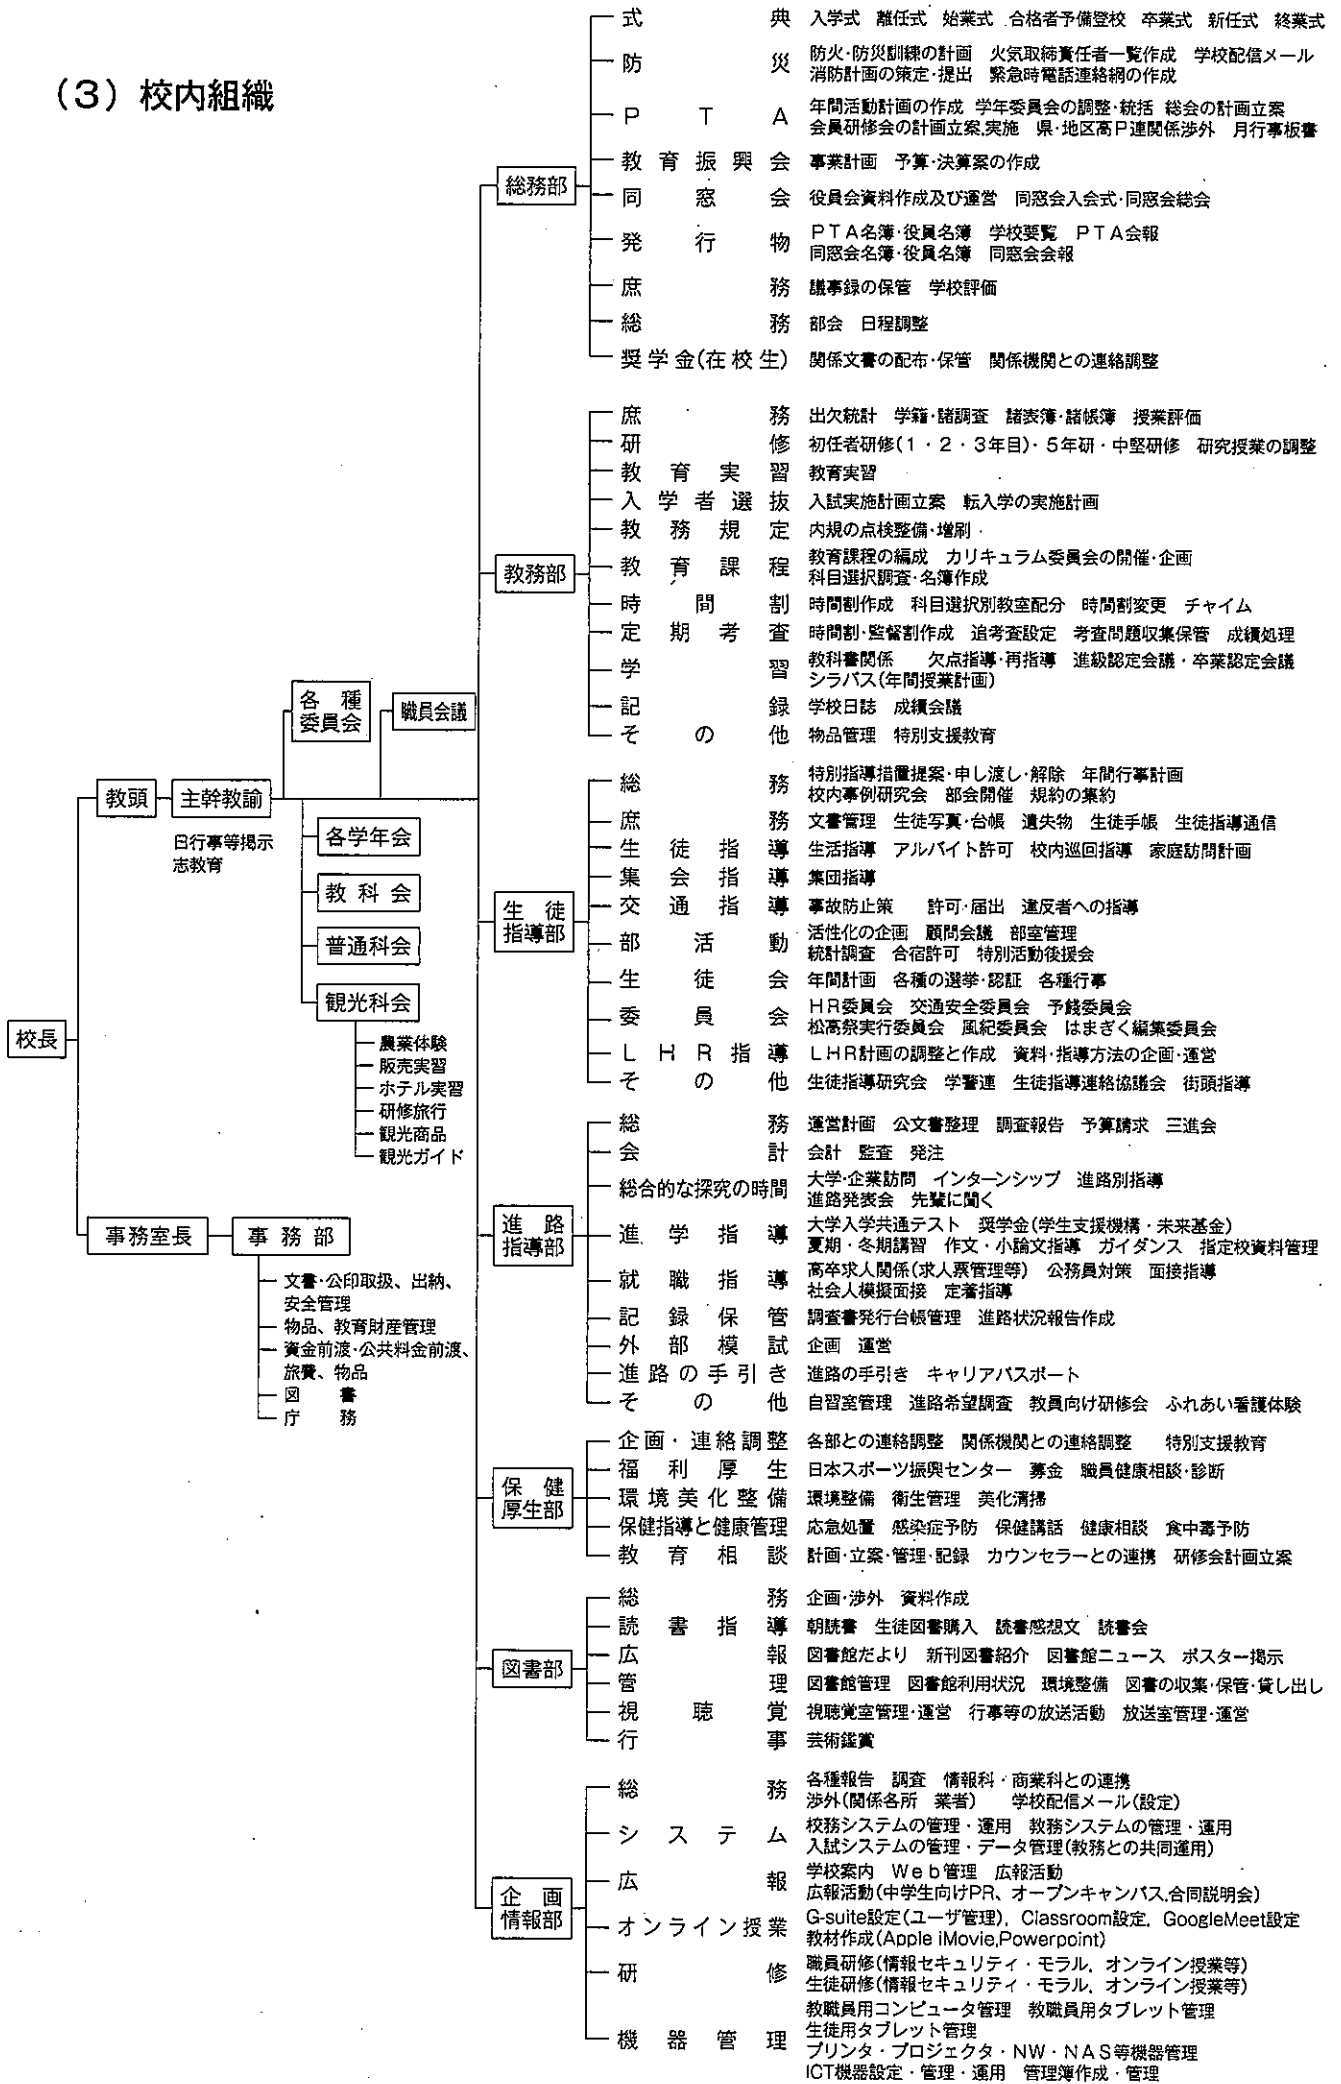 (3) 校内組織
校長
教頭
主幹教諭
日行事等掲示
志教育
各種
委員会
職員会議
各学年会
教科会
普通科会
観光科会
農業体験
販売実習
ホテル実習
研修旅行
観光商品
観光ガイド
事務室長
事務部
文書・公印取扱、出納、
安全管理
物品、教育財産管理
資金前渡・公共料金前渡、
旅費、物品
図書
庁務
総務部
式典 入学式 離任式 始業式 合格者予備登校 卒業式 新任式 終業式
防災 防火・防災訓練の計画 火気取締責任者一覧作成 学校配信メール
消防計画の策定・提出 緊急時電話連絡網の作成
PTA 年間活動計画の作成 学年委員会の調整・統括 総会の計画立案
会員研修会の計画立案,実施 県・地区高P連関係渉外 月行事板書
教育振興会 事業計画 予算・決算案の作成
同窓会 役員会資料作成及び運営 同窓会入会式・同窓会総会
発行物 PTA名簿・役員名簿 学校要覧 PTA会報
同窓会名簿・役員名簿 同窓会会報
庶務 議事録の保管 学校評価
総務 部会 日程調整
奨学金(在校生) 関係文書の配布・保管 関係機関との連絡調整
教務部
庶務 出欠統計 学籍・諸調査 諸表簿・諸帳簿 授業評価
研修 初任者研修(1・2・3年目)・5年研・中堅研修 研究授業の調整
教育実習 教育実習
入学者選抜 入試実施計画立案 転入学の実施計画
教務規定 内規の点検整備・増刷
教育課程 教育課程の編成 カリキュラム委員会の開催・企画
科目選択調査・名簿作成
時間割 時間割作成 科目選択別教室配分 時間割変更 チャイム
定期考査 時間割・監督割作成 追考査設定 考査問題収集保管 成績処理
学習 教科書関係 欠点指導・再指導 進級認定会議・卒業認定会議
シラバス(年間授業計画)
記録 学校日誌 成績会議
その他 物品管理 特別支援教育
生徒
指導部
総務 特別指導措置提案・申し渡し・解除 年間行事計画
校内事例研究会 部会開催 規約の集約
庶務 文書管理 生徒写真・台帳 遺失物 生徒手帳 生徒指導通信
生徒指導 生活指導 アルバイト許可 校内巡回指導 家庭訪問計画
集会指導 集団指導
交通指導 事故防止策 許可・届出 違反者への指導
部活動 活性化の企画 顧問会議 部室管理
統計調査 合宿許可 特別活動後援会
生徒会 年間計画 各種の選挙・認証 各種行事
委員会 HR委員会 交通安全委員会 予餞委員会
松高祭実行委員会 風紀委員会 はまぎく編集委員会
LHR指導 LHR計画の調整と作成 資料・指導方法の企画・運営
その他 生徒指導研究会 学警連 生徒指導連絡協議会 街頭指導
進路
指導部
総務 運営計画 公文書整理 調査報告 予算請求 三進会
会計 会計 監査 発注
総合的な探究の時間 大学・企業訪問 インターンシップ 進路別指導
進路発表会 先輩に聞く
進学指導 大学入学共通テスト 奨学金(学生支援機構・未来基金)
夏期・冬期講習 作文・小論文指導 ガイダンス 指定校資料管理
就職指導 高卒求人関係(求人票管理等) 公務員対策 面接指導
社会人模擬面接 定着指導
記録保管 調査書発行台帳管理 進路状況報告作成
外部模試 企画 運営
進路の手引き 進路の手引き キャリアパスポート
その他 自習室管理 進路希望調査 教員向け研修会 ふれあい看護体験
保健
厚生部
企画・連絡調整 各部との連絡調整 関係機関との連絡調整 特別支援教育
福利厚生 日本スポーツ振興センター 募金 職員健康相談・診断
環境美化整備 環境整備 衛生管理 美化清掃
保健指導と健康管理 応急処置 感染症予防 保健講話 健康相談 食中毒予防
教育相談 計画・立案・管理・記録 カウンセラーとの連携 研修会計画立案
図書部
総務 企画・渉外 資料作成
読書指導 朝読書 生徒図書購入 読書感想文 読書会
広報 図書館だより 新刊図書紹介 図書館ニュース ポスター掲示
管理 図書館管理 図書館利用状況 環境整備 図書の収集・保管・貸し出し
視聴覚 視聴覚室管理・運営 行事等の放送活動 放送室管理・運営
行事 芸術鑑賞
企画
情報部
総務 各種報告 調査 情報科・商業科との連携
渉外(関係各所 業者) 学校配信メール(設定)
システム 校務システムの管理・運用 教務システムの管理・運用
入試システムの管理・データ管理(教務との共同運用)
広報 学校案内 Web管理 広報活動
広報活動(中学生向けPR、オープンキャンパス,合同説明会)
オンライン授業 G-suite設定(ユーザ管理), Classroom設定, GoogleMeet設定
教材作成(Apple iMovie,Powerpoint)
研修 職員研修(情報セキュリティ・モラル, オンライン授業等)
生徒研修(情報セキュリティ・モラル, オンライン授業等)
機器管理 教職員用コンピュータ管理 教職員用タブレット管理
生徒用タブレット管理
プリンタ・プロジェクタ・NW・NAS等機器管理
ICT機器設定・管理・運用 管理簿作成・管理